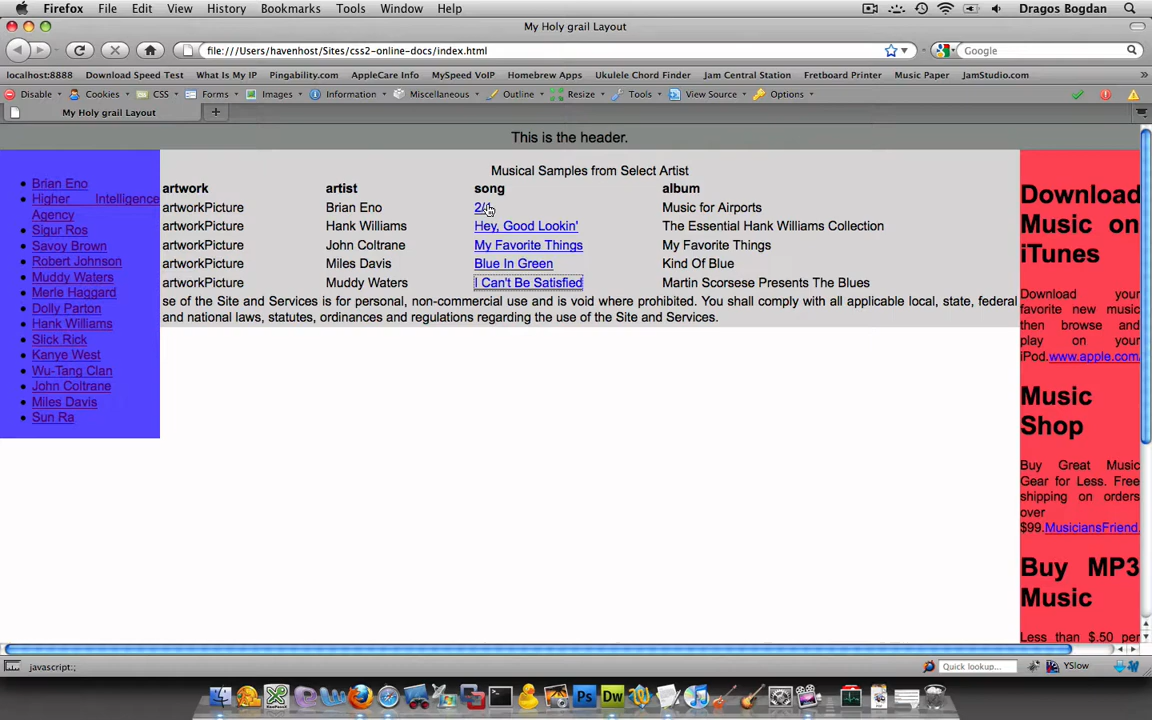 Firefox File Edit View History Bookmarks Tools Window Help Dragos Bogdan
My Holy grail Layout
file:///Users/havenhost/Sites/css2-online-docs/index.html Google
localhost:8888 Download Speed Test What Is My IP Pingability.com AppleCare Info MySpeed VoIP Homebrew Apps Ukulele Chord Finder Jam Central Station Fretboard Printer Music Paper JamStudio.com »
Disable Cookies CSS Forms Images Information Miscellaneous Outline Resize Tools View Source Options
My Holy grail Layout
This is the header.
Brian Eno
Higher Intelligence
Agency
Sigur Ros
Savoy Brown
Robert Johnson
Muddy Waters
Merle Haggard
Dolly Parton
Hank Williams
Slick Rick
Kanye West
Wu-Tang Clan
John Coltrane
Miles Davis
Sun Ra
Musical Samples from Select Artist
artwork artist song album
artworkPicture Brian Eno Music for Airports
artworkPicture Hank Williams Hey, Good Lookin' The Essential Hank Williams Collection
artworkPicture John Coltrane My Favorite Things My Favorite Things
artworkPicture Miles Davis Blue In Green Kind Of Blue
artworkPicture Muddy Waters I Can't Be Satisfied Martin Scorsese Presents The Blues
se of the Site and Services is for personal, non-commercial use and is void where prohibited. You shall comply with all applicable local, state, federal
and national laws, statutes, ordinances and regulations regarding the use of the Site and Services.
Download
Music on
iTunes
Download your
favorite new music
then browse and
play on your
iPod.www.apple.com/
Music
Shop
Buy Great Music
Gear for Less. Free
shipping on orders
over
$99.MusiciansFriend.
Buy MP3
Music
Less than $.50 per
javascript:; Quick lookup... YSlow
Ps Dw